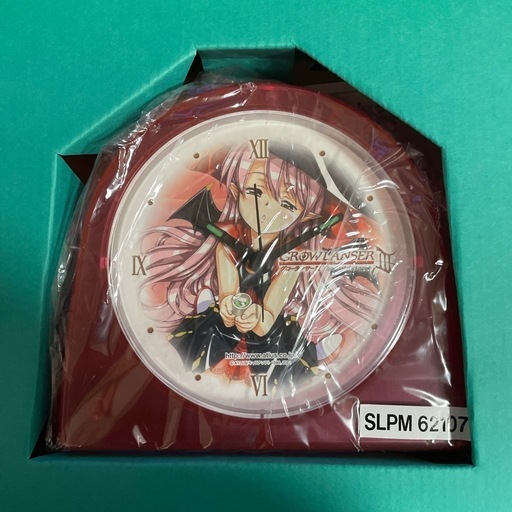 XII
GROWLANSER III
IX
http://www.atlus.co.jp/
VI
SLPM 62107